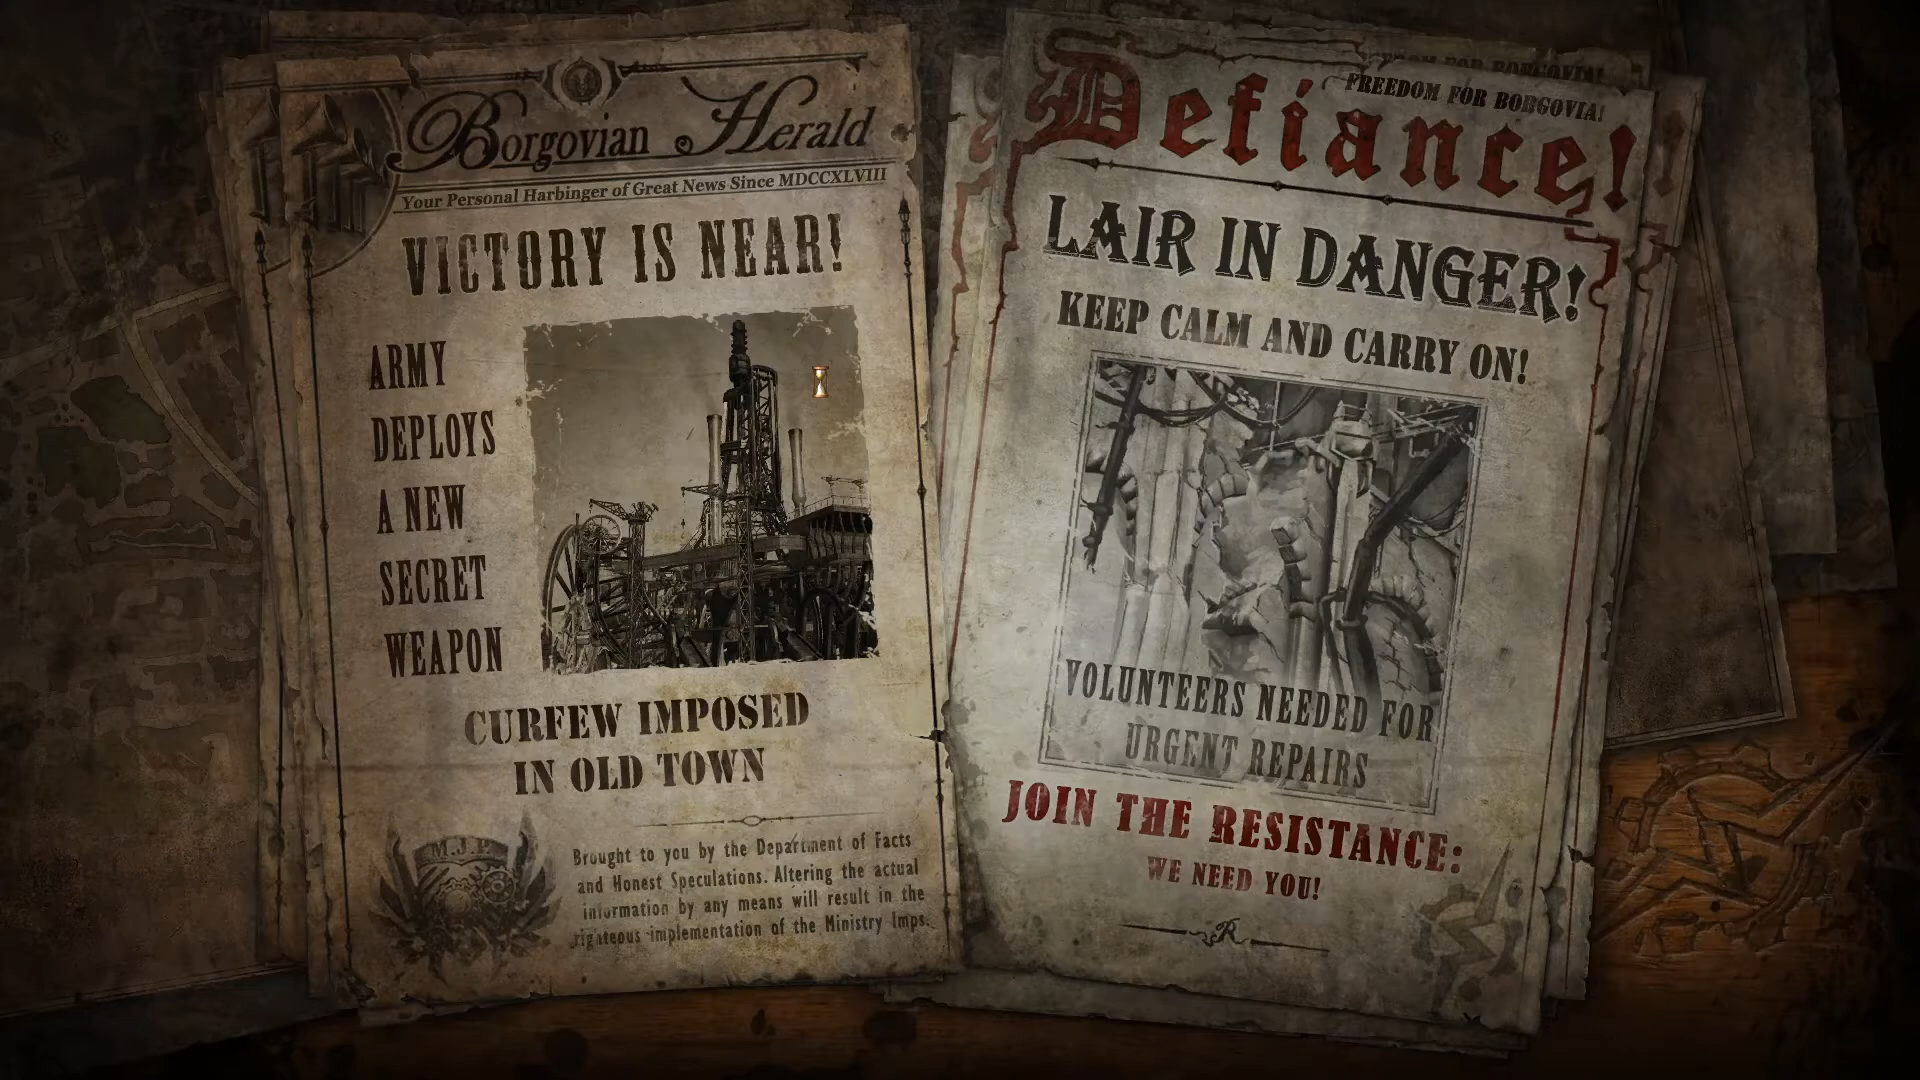 Borgovian Herald
Your Personal Harbinger of Great News Since MDCCXLVIII
VICTORY IS NEAR!
ARMY
DEPLOYS
A NEW
SECRET
WEAPON
CURFEW IMPOSED
IN OLD TOWN
M.J.P.
Brought to you by the Department of Facts
and Honest Speculations. Altering the actual
information by any means will result in the
righteous implementation of the Ministry Imps.
FREEDOM FOR BORGOVIA!
Defiance!
LAIR IN DANGER!
KEEP CALM AND CARRY ON!
VOLUNTEERS NEEDED FOR
URGENT REPAIRS
JOIN THE RESISTANCE:
WE NEED YOU!
R